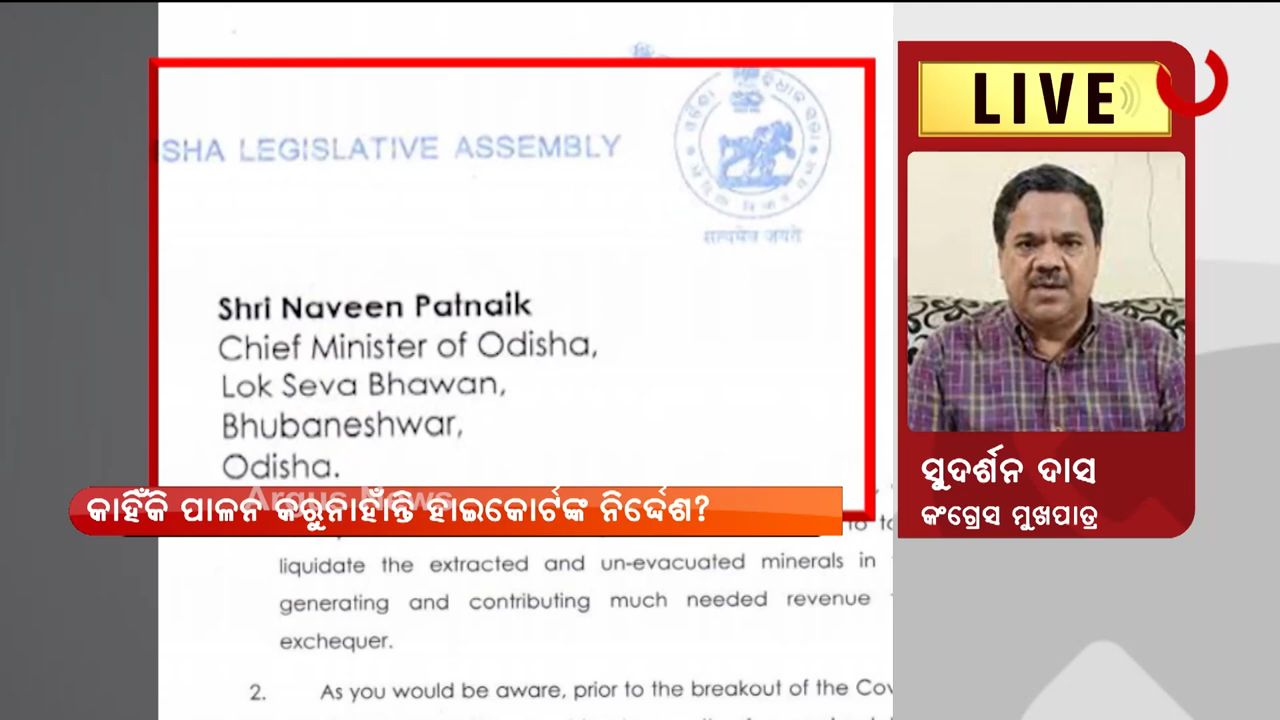 SHA LEGISLATIVE ASSEMBLY
सत्यमेव जयते
Shri Naveen Patnaik
Chief Minister of Odisha,
Lok Seva Bhawan,
Bhubaneshwar,
Odisha.
Argus News
କାହିଁକି ପାଳନ କରୁନାହାଁନ୍ତି ହାଇକୋର୍ଟଙ୍କ ନିର୍ଦ୍ଦେଶ?
liquidate the extracted and un-evacuated minerals in
generating and contributing much needed revenue
exchequer.
2. As you would be aware, prior to the breakout of the Cov
LIVE
ସୁଦର୍ଶନ ଦାସ
କଂଗ୍ରେସ ମୁଖପାତ୍ର